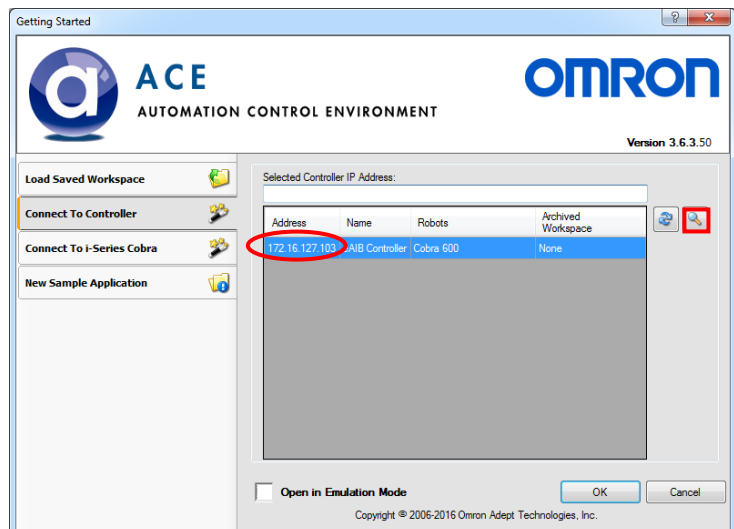 Getting Started
a
ACE
AUTOMATION CONTROL ENVIRONMENT
OMRON
Version 3.6.3.50
Load Saved Workspace
Connect To Controller
Connect To i-Series Cobra
New Sample Application
Selected Controller IP Address:
Address Name Robots Archived Workspace
172.16.127.103 Controller Cobra 600 None
Open in Emulation Mode
OK
Cancel
Copyright © 2006-2016 Omron Adept Technologies, Inc.